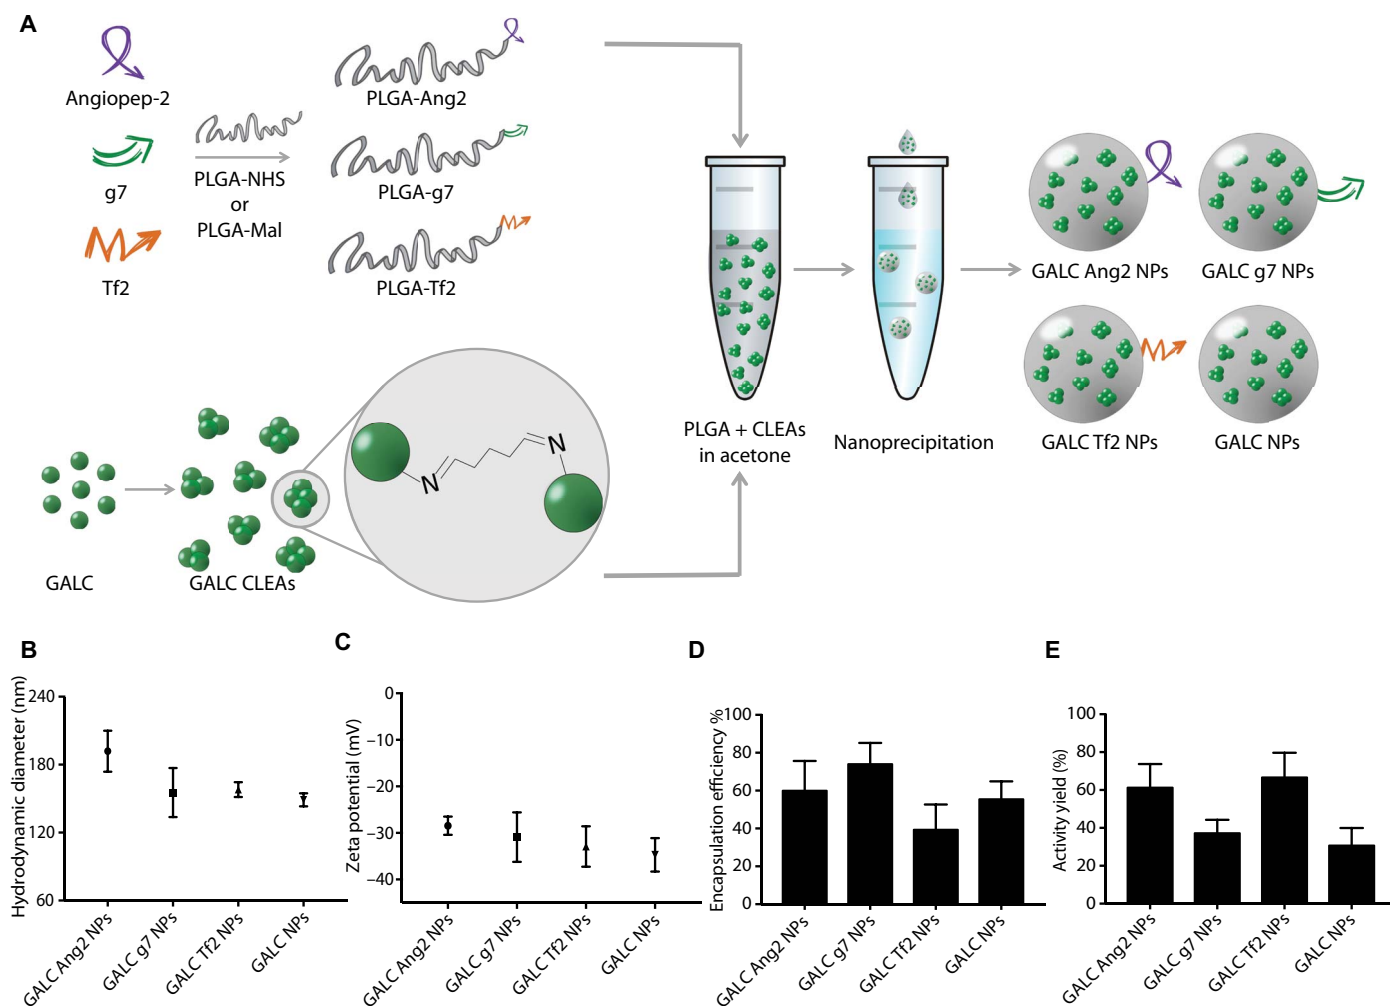 A
Angiopep-2
g7
Tf2
PLGA-NHS
or
PLGA-Mal
PLGA-Ang2
PLGA-g7
PLGA-Tf2
GALC
GALC CLEAs
N
N
PLGA + CLEAs
in acetone
Nanoprecipitation
GALC Ang2 NPs
GALC g7 NPs
GALC Tf2 NPs
GALC NPs
B
Hydrodynamic diameter (nm)
240
180
120
60
GALC Ang2 NPs
GALC g7 NPs
GALC Tf2 NPs
GALC NPs
C
Zeta potential (mV)
0
–10
–20
–30
–40
GALC Ang2 NPs
GALC g7 NPs
GALC Tf2 NPs
GALC NPs
D
Encapsulation efficiency %
100
80
60
40
20
0
GALC Ang2 NPs
GALC g7 NPs
GALC Tf2 NPs
GALC NPs
E
Activity yield (%)
100
80
60
40
20
0
GALC Ang2 NPs
GALC g7 NPs
GALC Tf2 NPs
GALC NPs